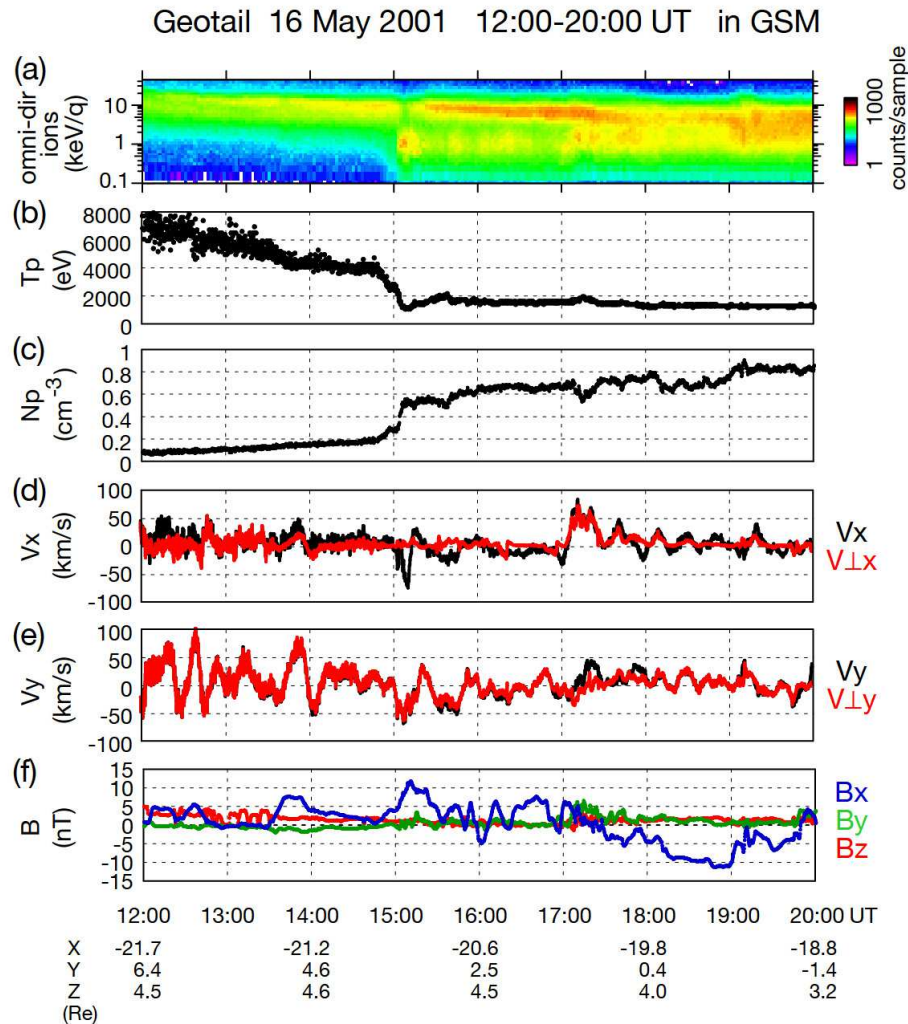 Geotail 16 May 2001 12:00-20:00 UT in GSM
(a)
omni-dir
ions
(keV/q)
10
1
0.1
1000
1
counts/sample
(b)
Tp
(eV)
8000
6000
4000
2000
0
(c)
Np
(cm-3)
1
0.8
0.6
0.4
0.2
0
(d)
Vx
(km/s)
100
50
0
-50
-100
Vx
V⊥x
(e)
Vy
(km/s)
100
50
0
-50
-100
Vy
V⊥y
(f)
B
(nT)
15
10
5
0
-5
-10
-15
Bx
By
Bz
12:00 13:00 14:00 15:00 16:00 17:00 18:00 19:00 20:00 UT
X -21.7 -21.2 -20.6 -19.8 -18.8
Y 6.4 4.6 2.5 0.4 -1.4
Z 4.5 4.6 4.5 4.0 3.2
(Re)